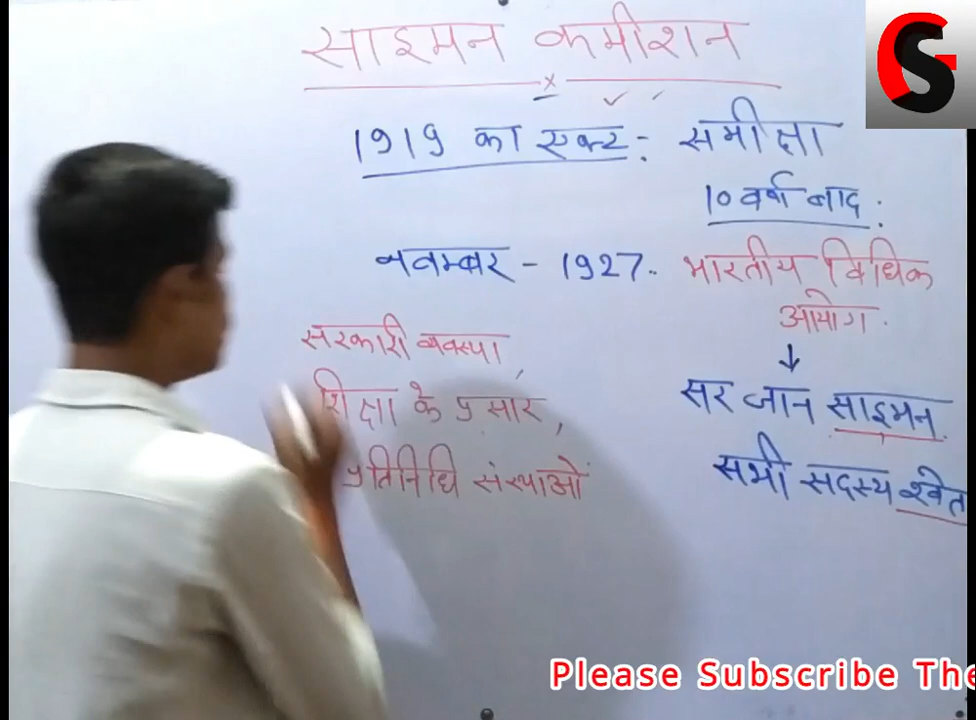 साइमन कमीशन
1919 का एक्ट: समीक्षा
10 वर्ष बाद:
नवम्बर - 1927. भारतीय विधिक
आयोग.
सरकारी व्यवस्था,
सर जान साइमन
शिक्षा के प्रसार,
सभी सदस्य श्वेत
प्रतिनिधि संस्थाओं
GS
Please Subscribe The